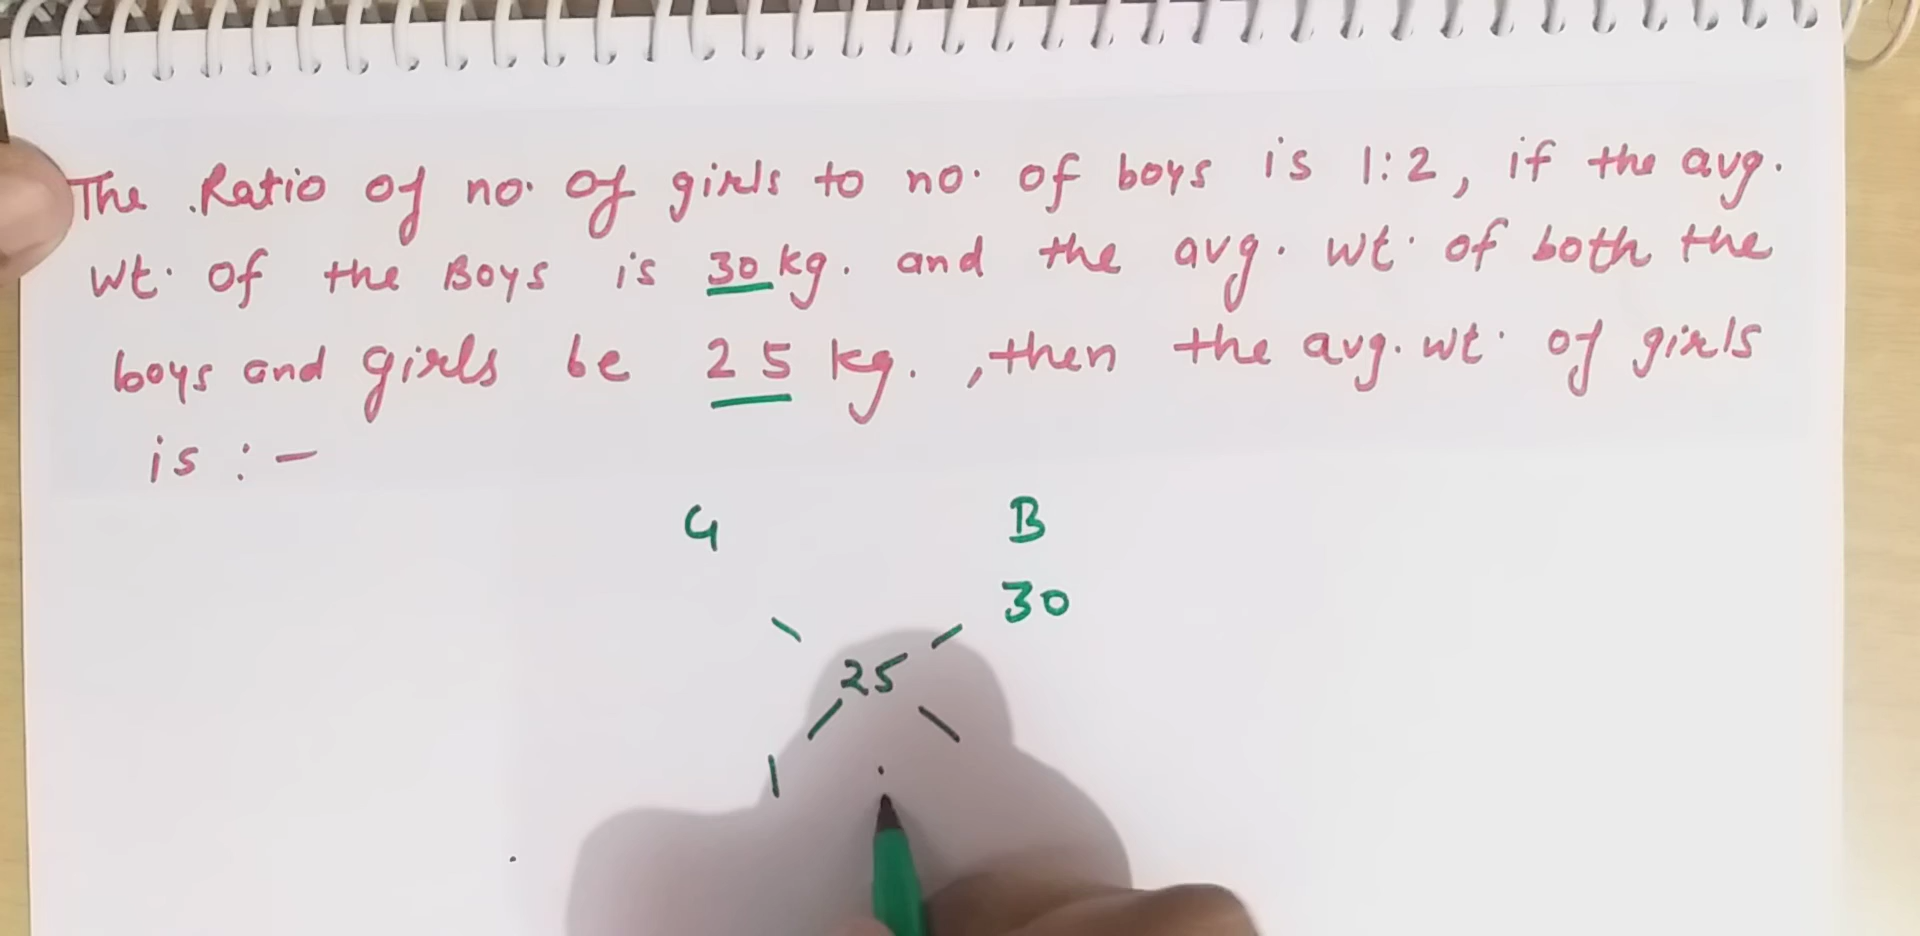 The Ratio of no. of girls to no. of boys is 1:2, if the avg.
wt. of the Boys is 30 kg. and the avg. wt. of both the
boys and girls be 25 kg., then the avg. wt. of girls
is :-
G B
30
25
1 .